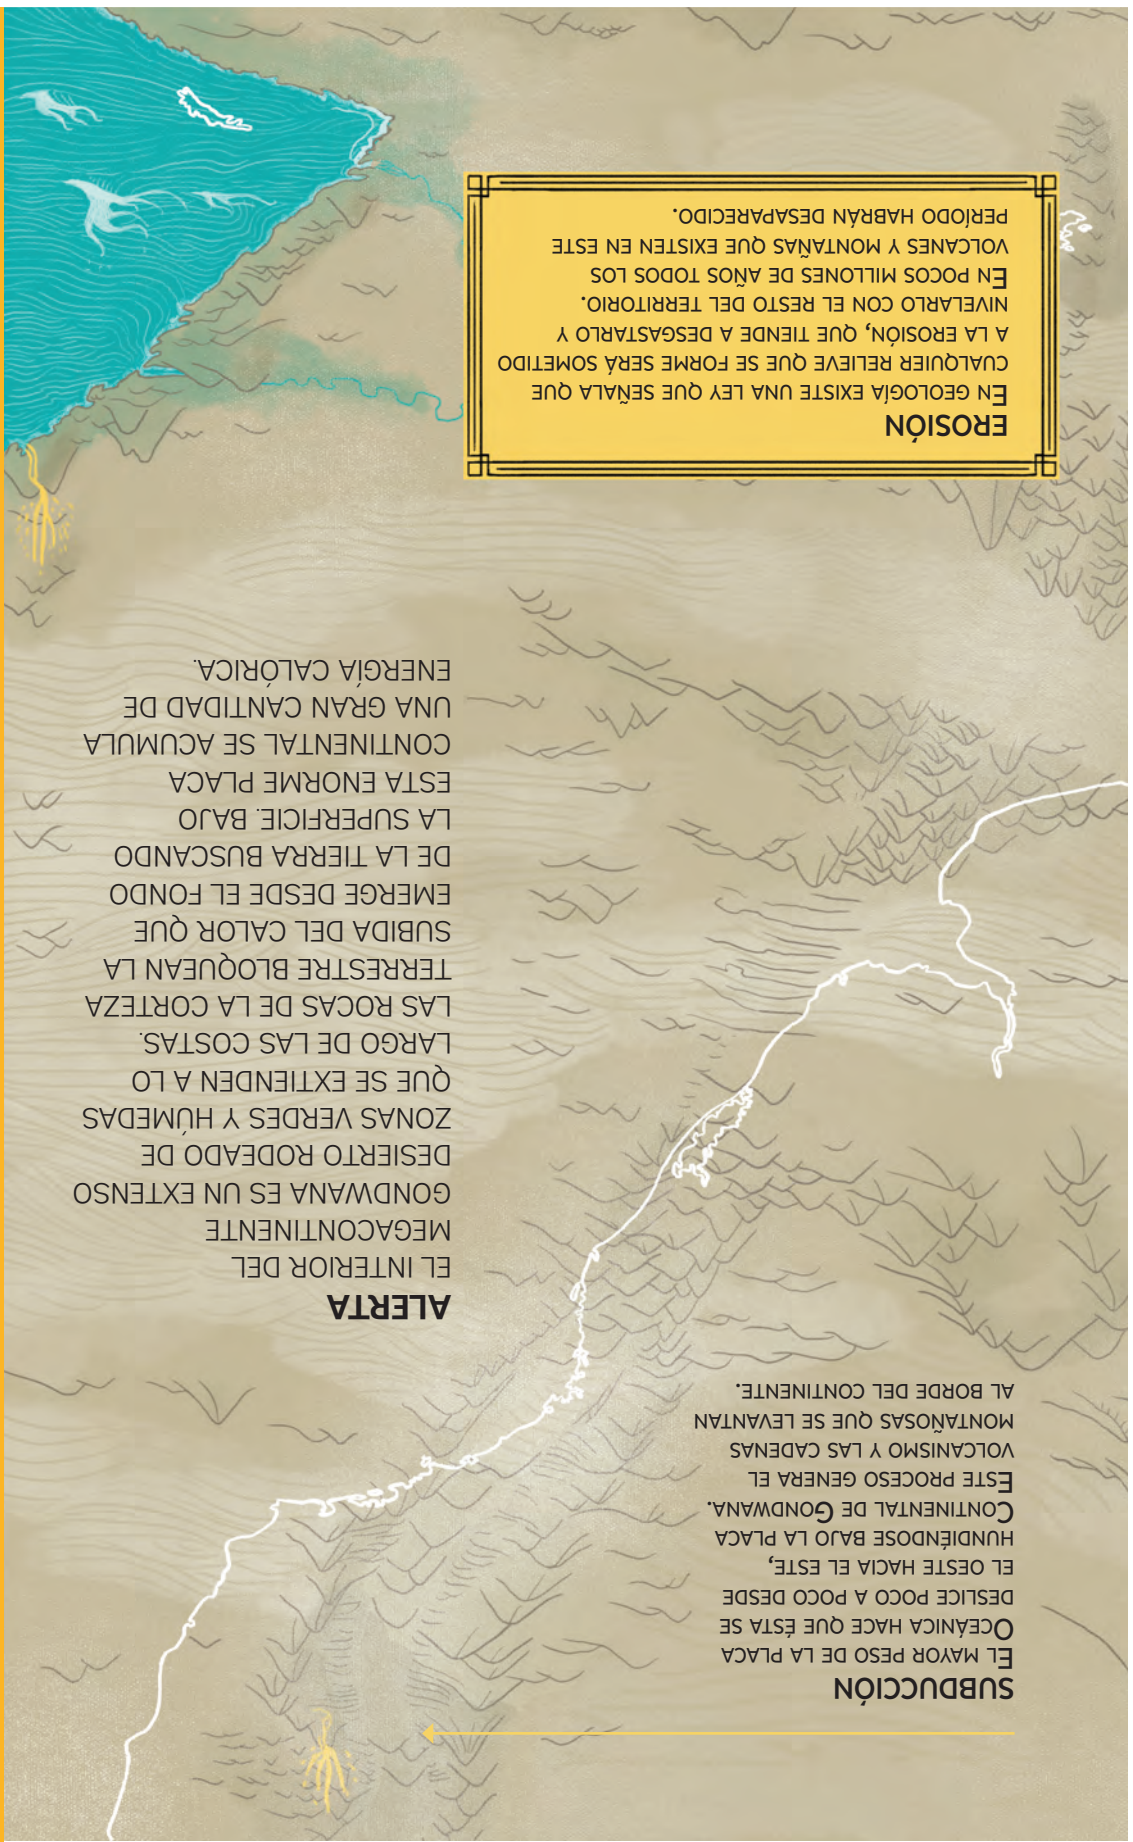 SUBDUCCIÓN
EL MAYOR PESO DE LA PLACA
OCEÁNICA HACE QUE ÉSTA SE
DESLICE POCO A POCO DESDE
EL OESTE HACIA EL ESTE,
HUNDIÉNDOSE BAJO LA PLACA
CONTINENTAL DE GONDWANA.
ESTE PROCESO GENERA EL
VOLCANISMO Y LAS CADENAS
MONTAÑOSAS QUE SE LEVANTAN
AL BORDE DEL CONTINENTE.
ALERTA
EL INTERIOR DEL
MEGACONTINENTE
GONDWANA ES UN EXTENSO
DESIERTO RODEADO DE
ZONAS VERDES Y HÚMEDAS
QUE SE EXTIENDEN A LO
LARGO DE LAS COSTAS.
LAS ROCAS DE LA CORTEZA
TERRESTRE BLOQUEAN LA
SUBIDA DEL CALOR QUE
EMERGE DESDE EL FONDO
DE LA TIERRA BUSCANDO
LA SUPERFICIE. BAJO
ESTA ENORME PLACA
CONTINENTAL SE ACUMULA
UNA GRAN CANTIDAD DE
ENERGÍA CALÓRICA.
EROSIÓN
EN GEOLOGÍA EXISTE UNA LEY QUE SEÑALA QUE
CUALQUIER RELIEVE QUE SE FORME SERÁ SOMETIDO
A LA EROSIÓN, QUE TIENDE A DESGASTARLO Y
NIVELARLO CON EL RESTO DEL TERRITORIO.
EN POCOS MILLONES DE AÑOS TODOS LOS
VOLCANES Y MONTAÑAS QUE EXISTEN EN ESTE
PERÍODO HABRÁN DESAPARECIDO.